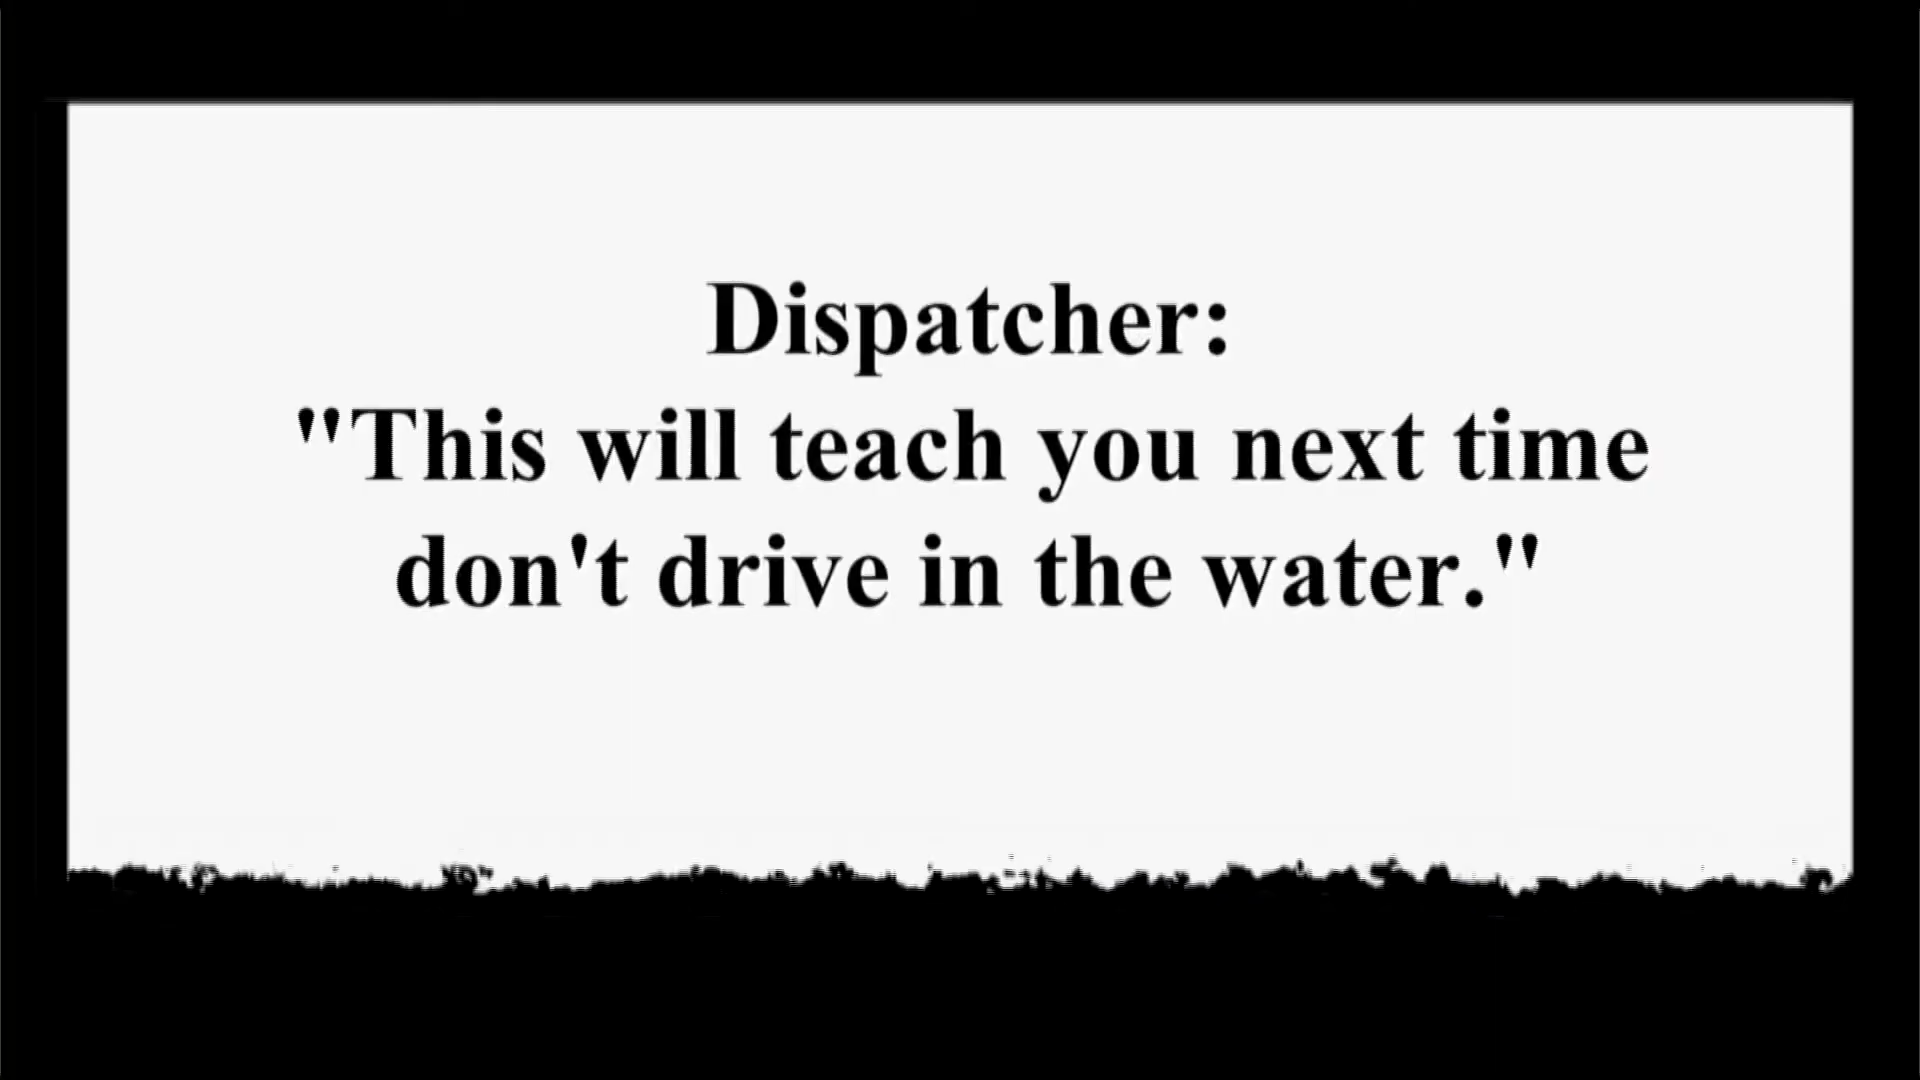 Dispatcher:
"This will teach you next time
don't drive in the water."